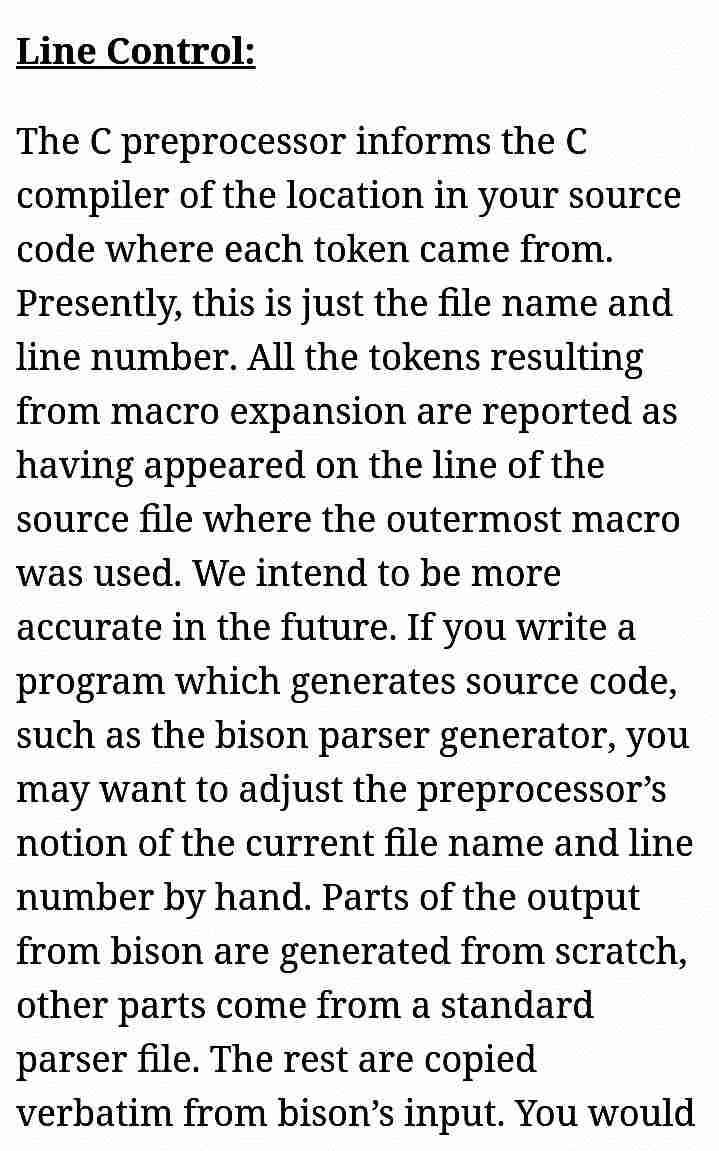 Line Control:
The C preprocessor informs the C
compiler of the location in your source
code where each token came from.
Presently, this is just the file name and
line number. All the tokens resulting
from macro expansion are reported as
having appeared on the line of the
source file where the outermost macro
was used. We intend to be more
accurate in the future. If you write a
program which generates source code,
such as the bison parser generator, you
may want to adjust the preprocessor’s
notion of the current file name and line
number by hand. Parts of the output
from bison are generated from scratch,
other parts come from a standard
parser file. The rest are copied
verbatim from bison’s input. You would